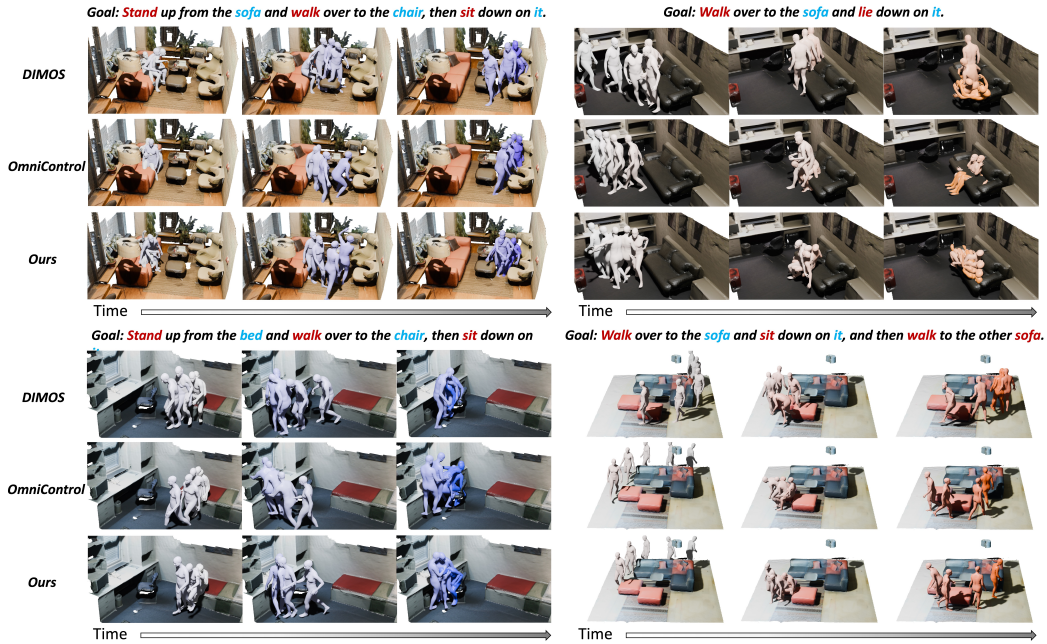 Goal: Stand up from the sofa and walk over to the chair, then sit down on it.
DIMOS
OmniControl
Ours
Time
Goal: Walk over to the sofa and lie down on it.
Time
Goal: Stand up from the bed and walk over to the chair, then sit down on
DIMOS
OmniControl
Ours
Time
Goal: Walk over to the sofa and sit down on it, and then walk to the other sofa.
Time